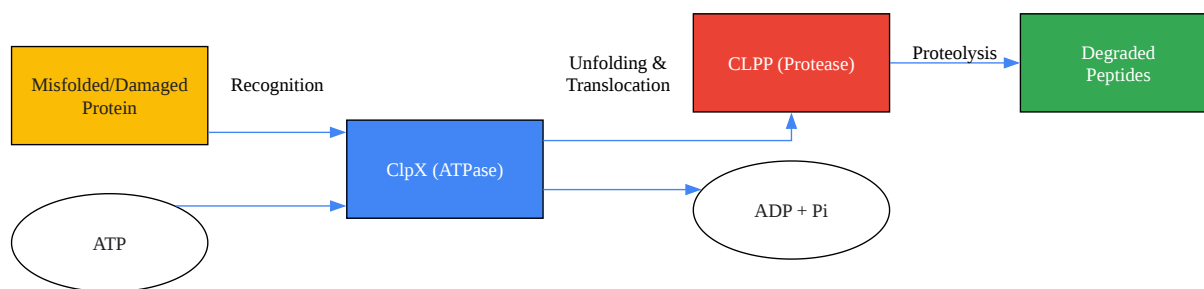 Misfolded/Damaged
Protein
Recognition
ATP
ClpX (ATPase)
Unfolding &
Translocation
CLPP (Protease)
ADP + Pi
Proteolysis
Degraded
Peptides